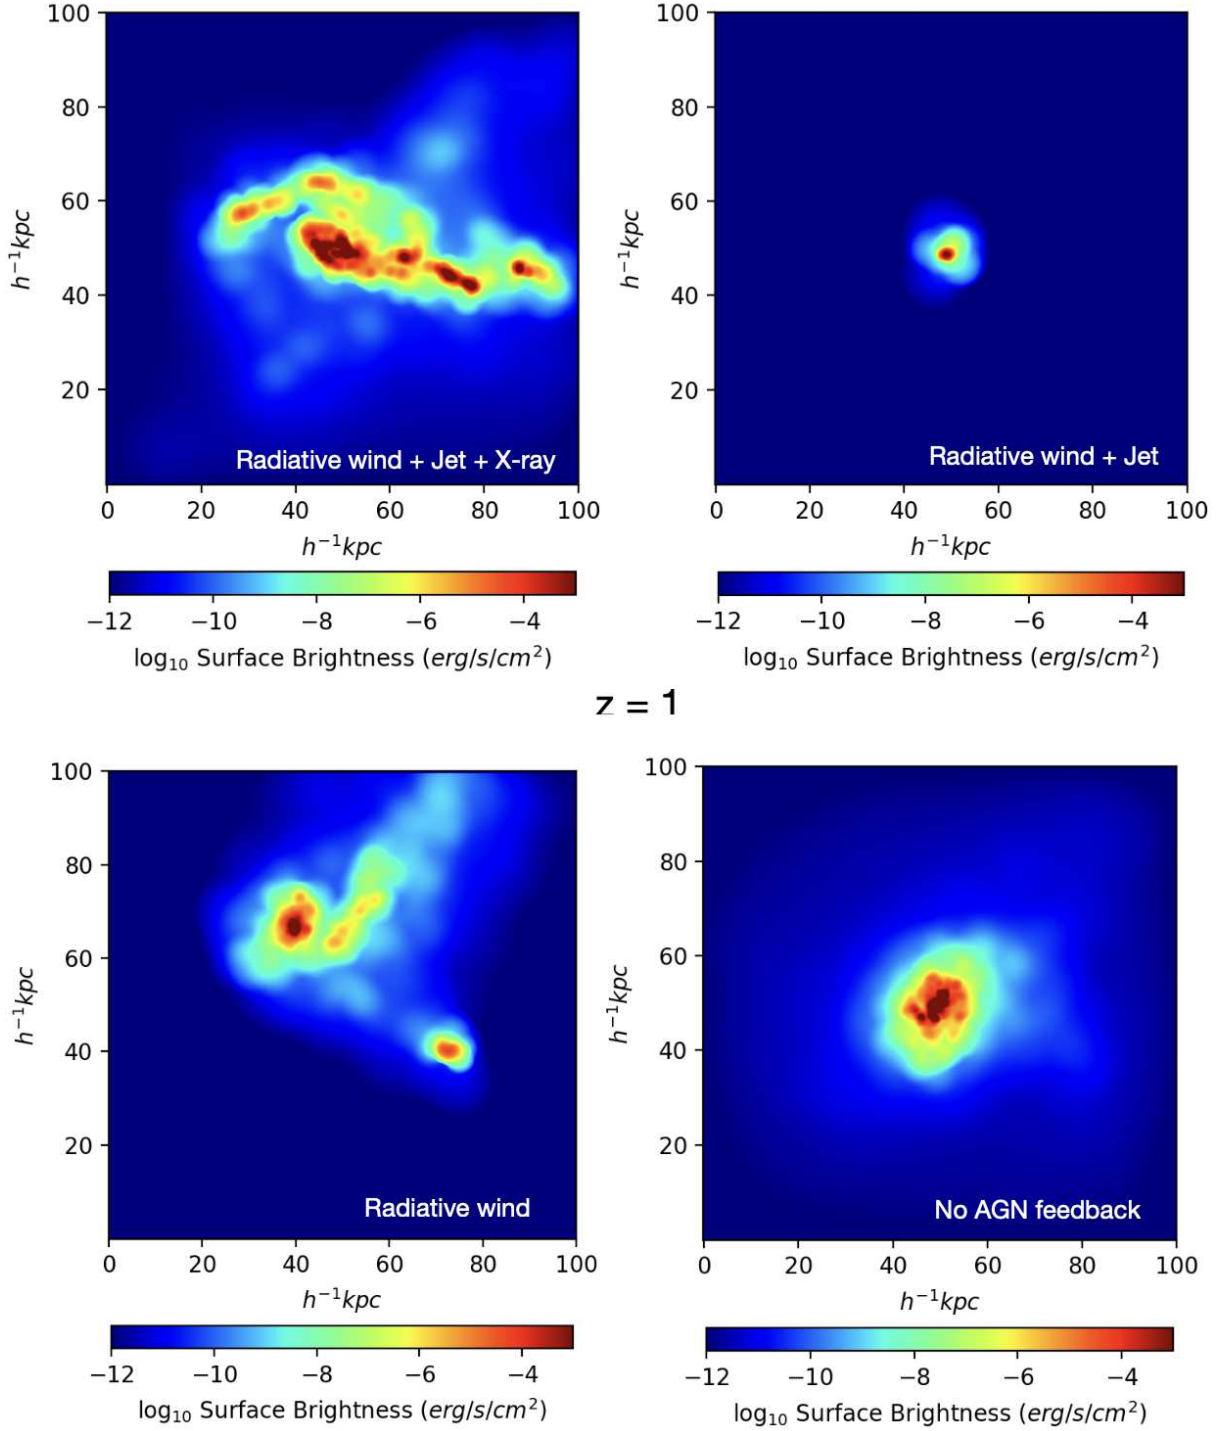 100
80
60
40
20
h⁻¹kpc
Radiative wind + Jet + X-ray
0 20 40 60 80 100
h⁻¹kpc
−12 −10 −8 −6 −4
log₁₀ Surface Brightness (erg/s/cm²)
100
80
60
40
20
h⁻¹kpc
Radiative wind + Jet
0 20 40 60 80 100
h⁻¹kpc
−12 −10 −8 −6 −4
log₁₀ Surface Brightness (erg/s/cm²)
z = 1
100
80
60
40
20
h⁻¹kpc
Radiative wind
0 20 40 60 80 100
h⁻¹kpc
−12 −10 −8 −6 −4
log₁₀ Surface Brightness (erg/s/cm²)
100
80
60
40
20
h⁻¹kpc
No AGN feedback
0 20 40 60 80 100
h⁻¹kpc
−12 −10 −8 −6 −4
log₁₀ Surface Brightness (erg/s/cm²)